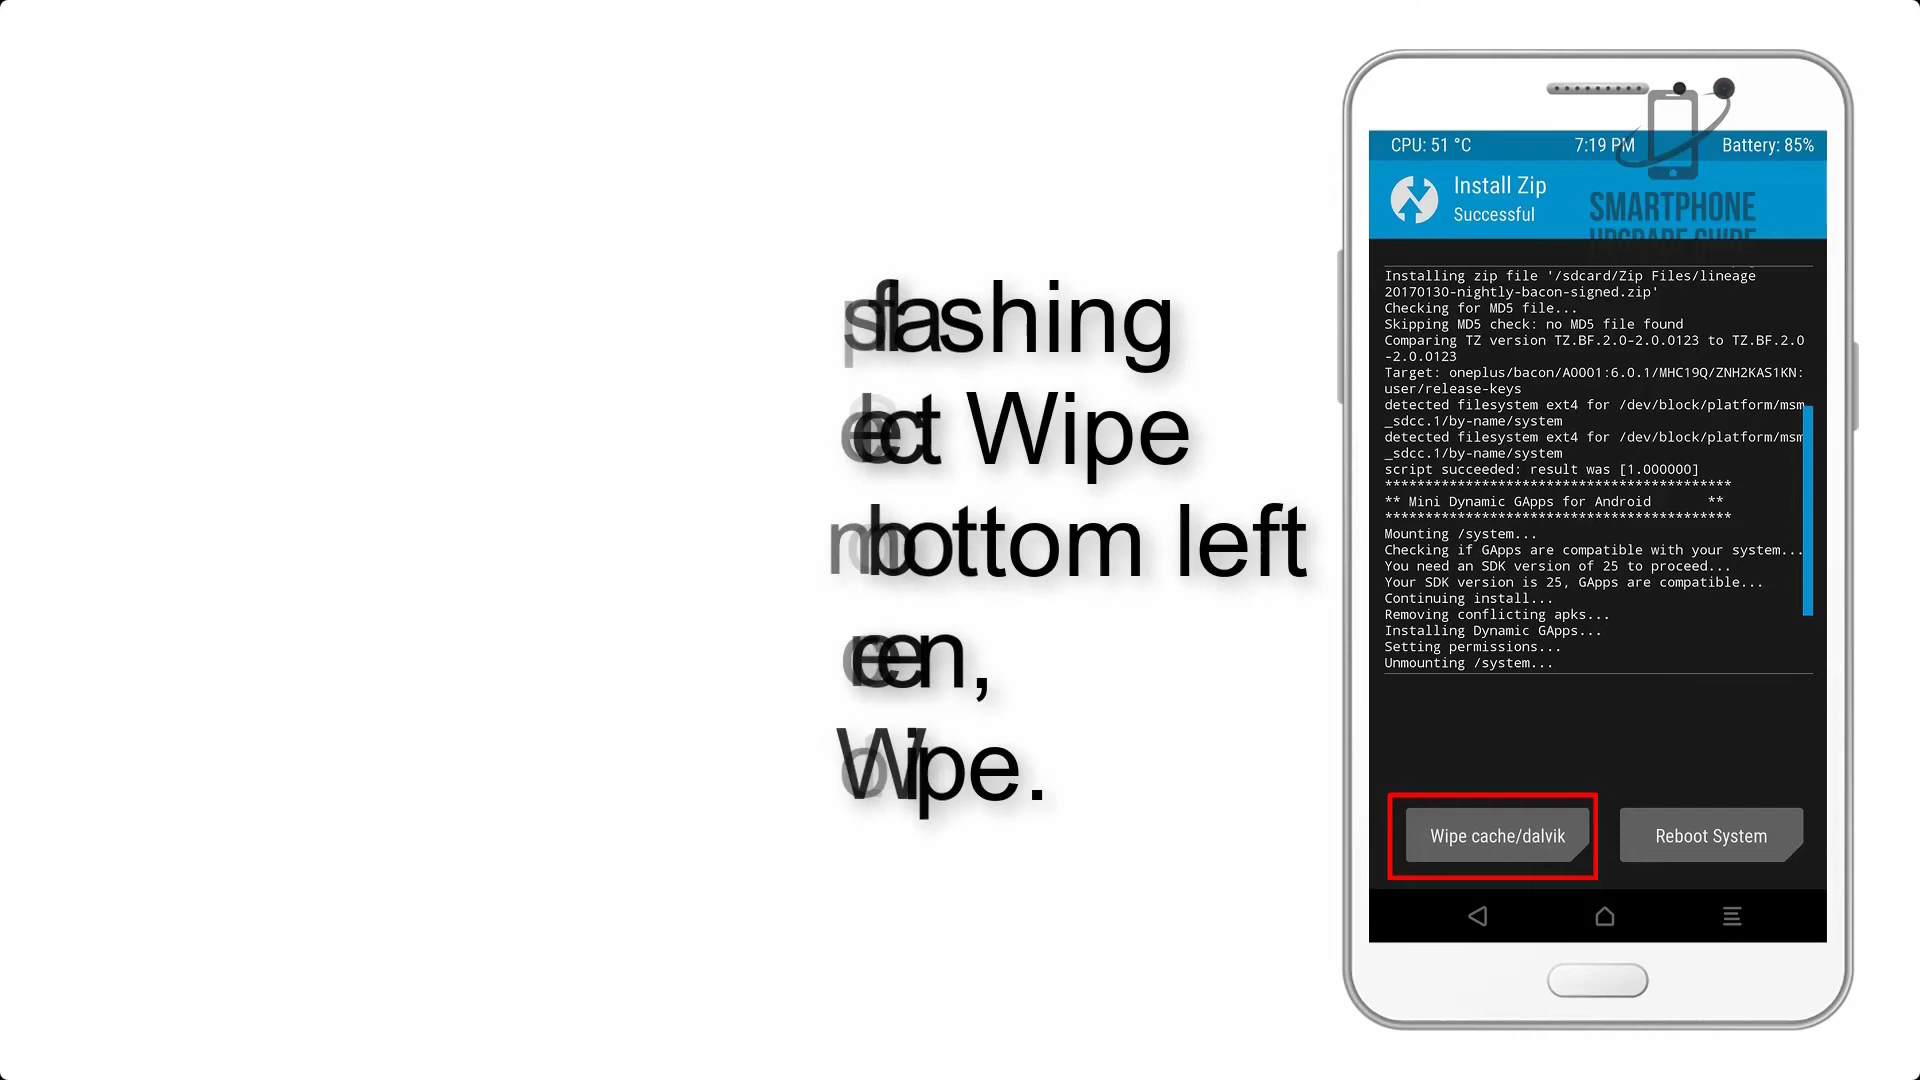 flashing
Wipe
bottom left
Wipe.
CPU: 51 °C 7:19 PM Battery: 85%
Install Zip
Successful
SMARTPHONE
UPGRADE GUIDE
Installing zip file '/sdcard/Zip Files/lineage
20170130-nightly-bacon-signed.zip'
Checking for MD5 file...
Skipping MD5 check: no MD5 file found
Comparing TZ version TZ.BF.2.0-2.0.0123 to TZ.BF.2.0
-2.0.0123
Target: oneplus/bacon/A0001:6.0.1/MHC19Q/ZNH2KAS1KN:
user/release-keys
detected filesystem ext4 for /dev/block/platform/msm
_sdcc.1/by-name/system
detected filesystem ext4 for /dev/block/platform/msm
_sdcc.1/by-name/system
script succeeded: result was [1.000000]
*******************************************
** Mini Dynamic GApps for Android **
*******************************************
Mounting /system...
Checking if GApps are compatible with your system...
You need an SDK version of 25 to proceed...
Your SDK version is 25, GApps are compatible...
Continuing install...
Removing conflicting apks...
Installing Dynamic GApps...
Setting permissions...
Unmounting /system...
Wipe cache/dalvik Reboot System